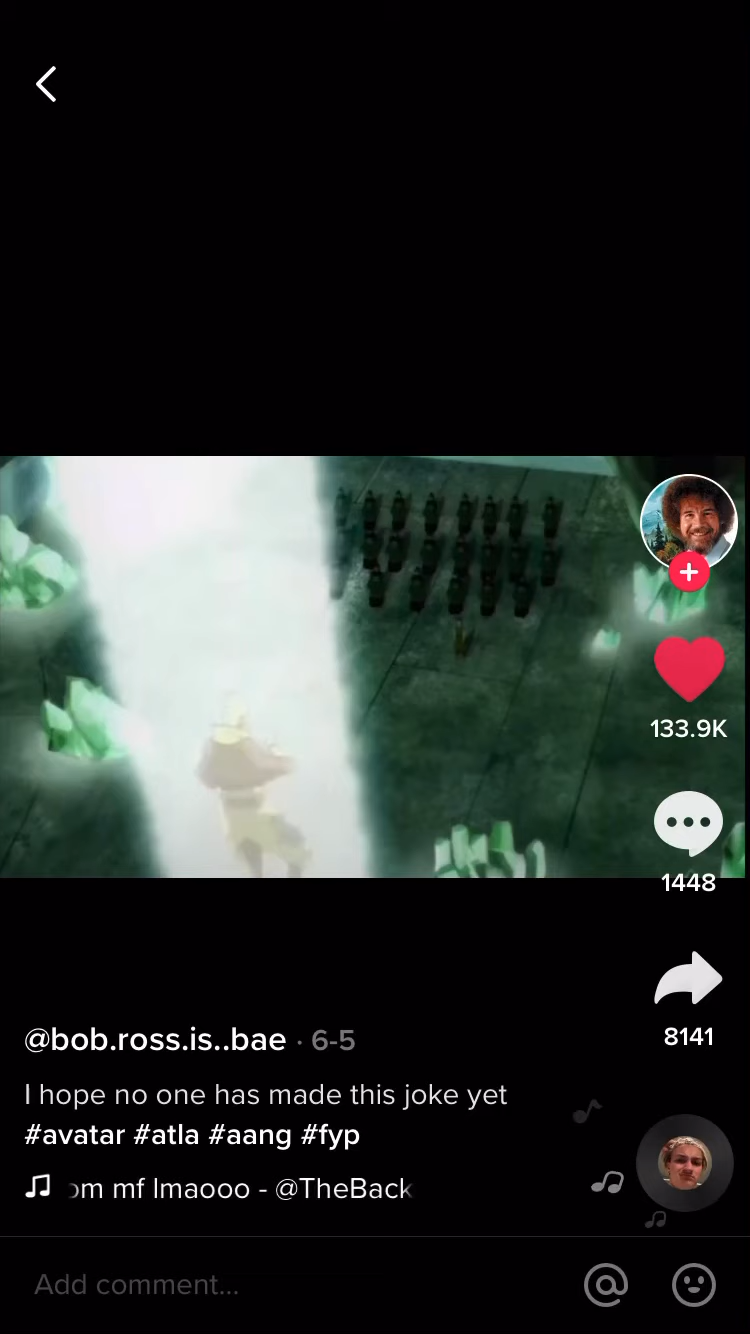 133.9K
1448
8141
@bob.ross.is..bae · 6-5
I hope no one has made this joke yet
#avatar #atla #aang #fyp
mf lmaooo - @TheBack
Add comment...